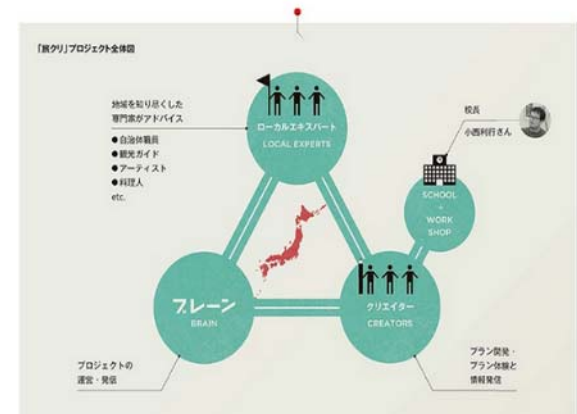 「旅クリ」プロジェクト全体図
地域を知り尽くした
専門家がアドバイス
●自治体職員
●観光ガイド
●アーティスト
●料理人
etc.
ローカルエキスパート
LOCAL EXPERTS
校長
小西利行さん
SCHOOL
+
WORK
SHOP
ブレーン
BRAIN
クリエイター
CREATORS
プロジェクトの
運営・発信
プラン開発・
プラン体験と
情報発信